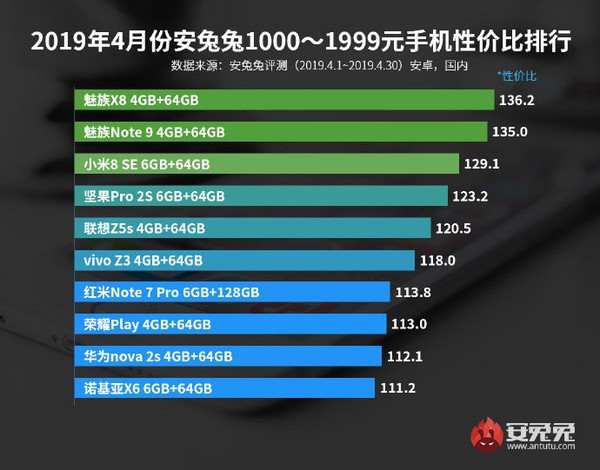 2019年4月份安兔兔1000～1999元手机性价比排行
数据来源：安兔兔评测（2019.4.1~2019.4.30）安卓，国内
*性价比
魅族X8 4GB+64GB 136.2
魅族Note 9 4GB+64GB 135.0
小米8 SE 6GB+64GB 129.1
坚果Pro 2S 6GB+64GB 123.2
联想Z5s 4GB+64GB 120.5
vivo Z3 4GB+64GB 118.0
红米Note 7 Pro 6GB+128GB 113.8
荣耀Play 4GB+64GB 113.0
华为nova 2s 4GB+64GB 112.1
诺基亚X6 6GB+64GB 111.2
安兔兔
www.antutu.com